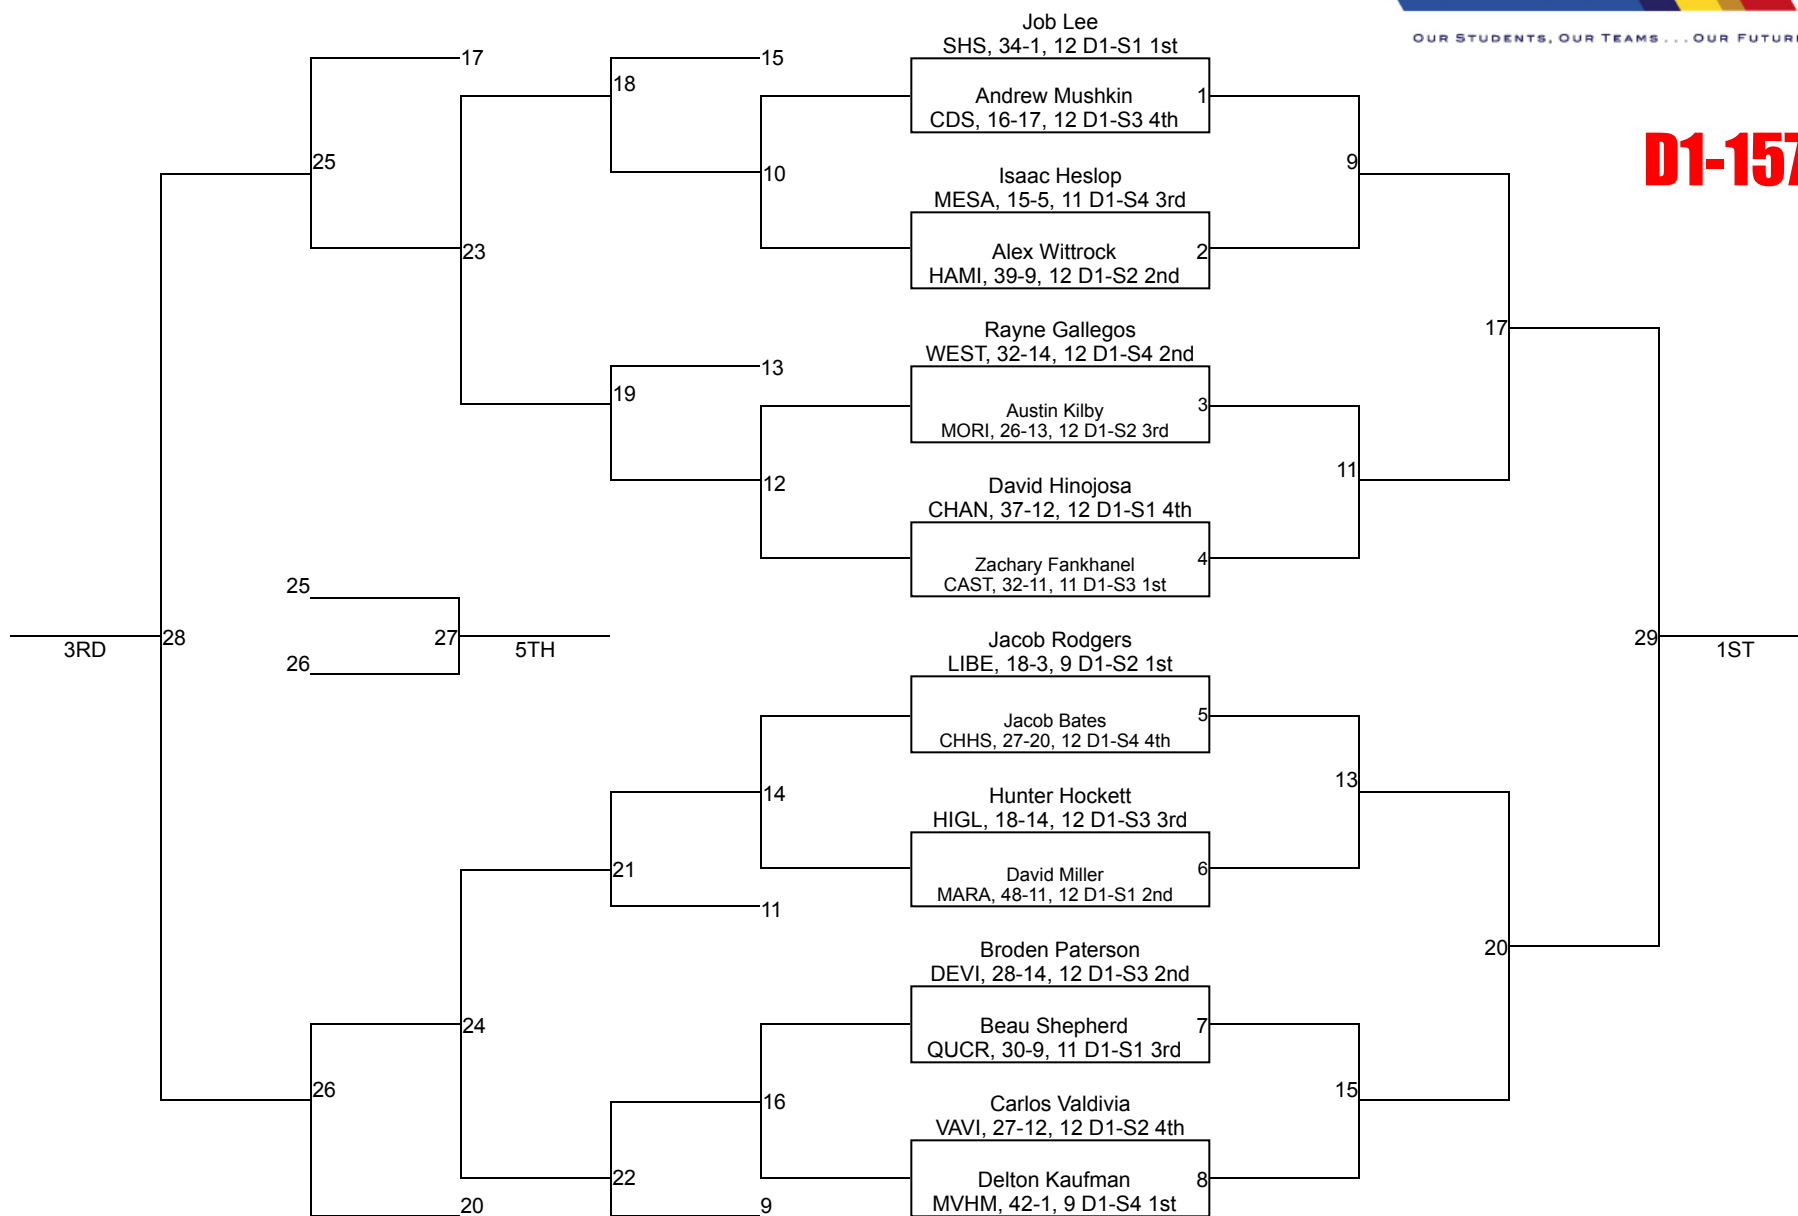 OUR STUDENTS, OUR TEAMS...OUR FUTURE
D1-157
Job Lee
SHS, 34-1, 12 D1-S1 1st
Andrew Mushkin
CDS, 16-17, 12 D1-S3 4th
1
Isaac Heslop
MESA, 15-5, 11 D1-S4 3rd
Alex Wittrock
HAMI, 39-9, 12 D1-S2 2nd
2
Rayne Gallegos
WEST, 32-14, 12 D1-S4 2nd
Austin Kilby
MORI, 26-13, 12 D1-S2 3rd
3
David Hinojosa
CHAN, 37-12, 12 D1-S1 4th
Zachary Fankhanel
CAST, 32-11, 11 D1-S3 1st
4
Jacob Rodgers
LIBE, 18-3, 9 D1-S2 1st
Jacob Bates
CHHS, 27-20, 12 D1-S4 4th
5
Hunter Hockett
HIGL, 18-14, 12 D1-S3 3rd
David Miller
MARA, 48-11, 12 D1-S1 2nd
6
Broden Paterson
DEVI, 28-14, 12 D1-S3 2nd
Beau Shepherd
QUCR, 30-9, 11 D1-S1 3rd
7
Carlos Valdivia
VAVI, 27-12, 12 D1-S2 4th
Delton Kaufman
MVHM, 42-1, 9 D1-S4 1st
8
9
11
13
15
17
20
29
1ST
15
10
13
12
14
11
16
9
18
19
21
22
17
23
24
20
25
26
25
26
27
5TH
28
3RD